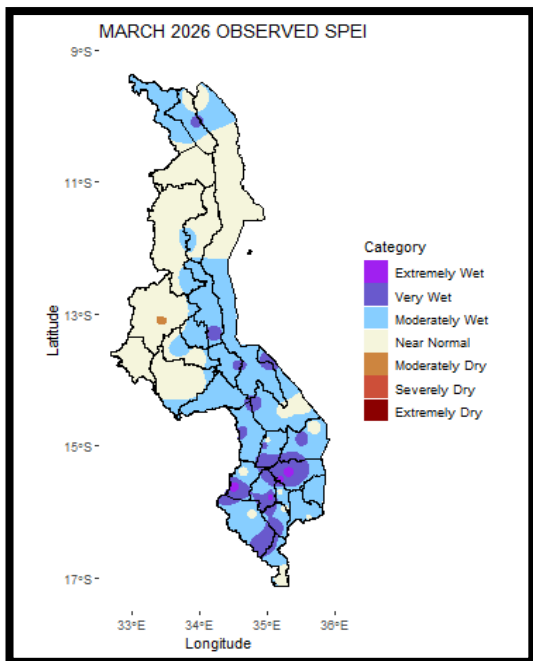 MARCH 2026 OBSERVED SPEI
9°S
11°S
13°S
15°S
17°S
Latitude
33°E 34°E 35°E 36°E
Longitude
Category
Extremely Wet
Very Wet
Moderately Wet
Near Normal
Moderately Dry
Severely Dry
Extremely Dry